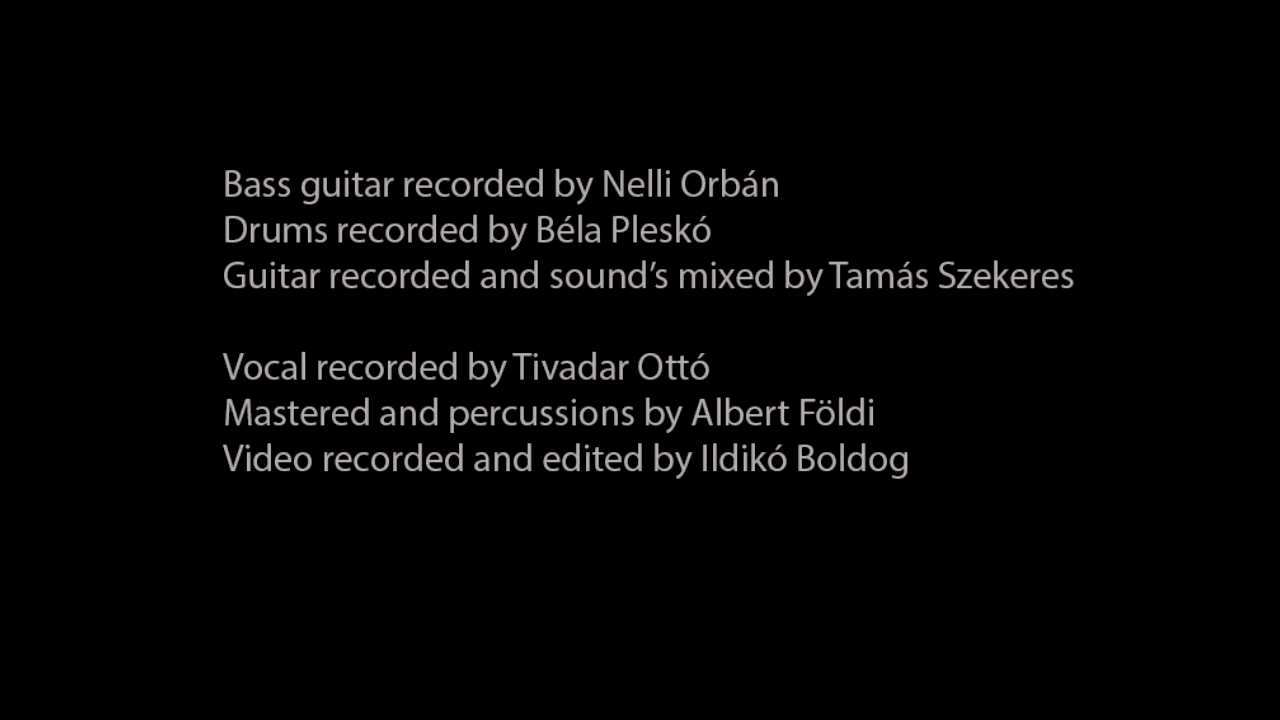 Bass guitar recorded by Nelli Orbán
Drums recorded by Béla Pleskó
Guitar recorded and sound’s mixed by Tamás Szekeres
Vocal recorded by Tivadar Ottó
Mastered and percussions by Albert Földi
Video recorded and edited by Ildikó Boldog